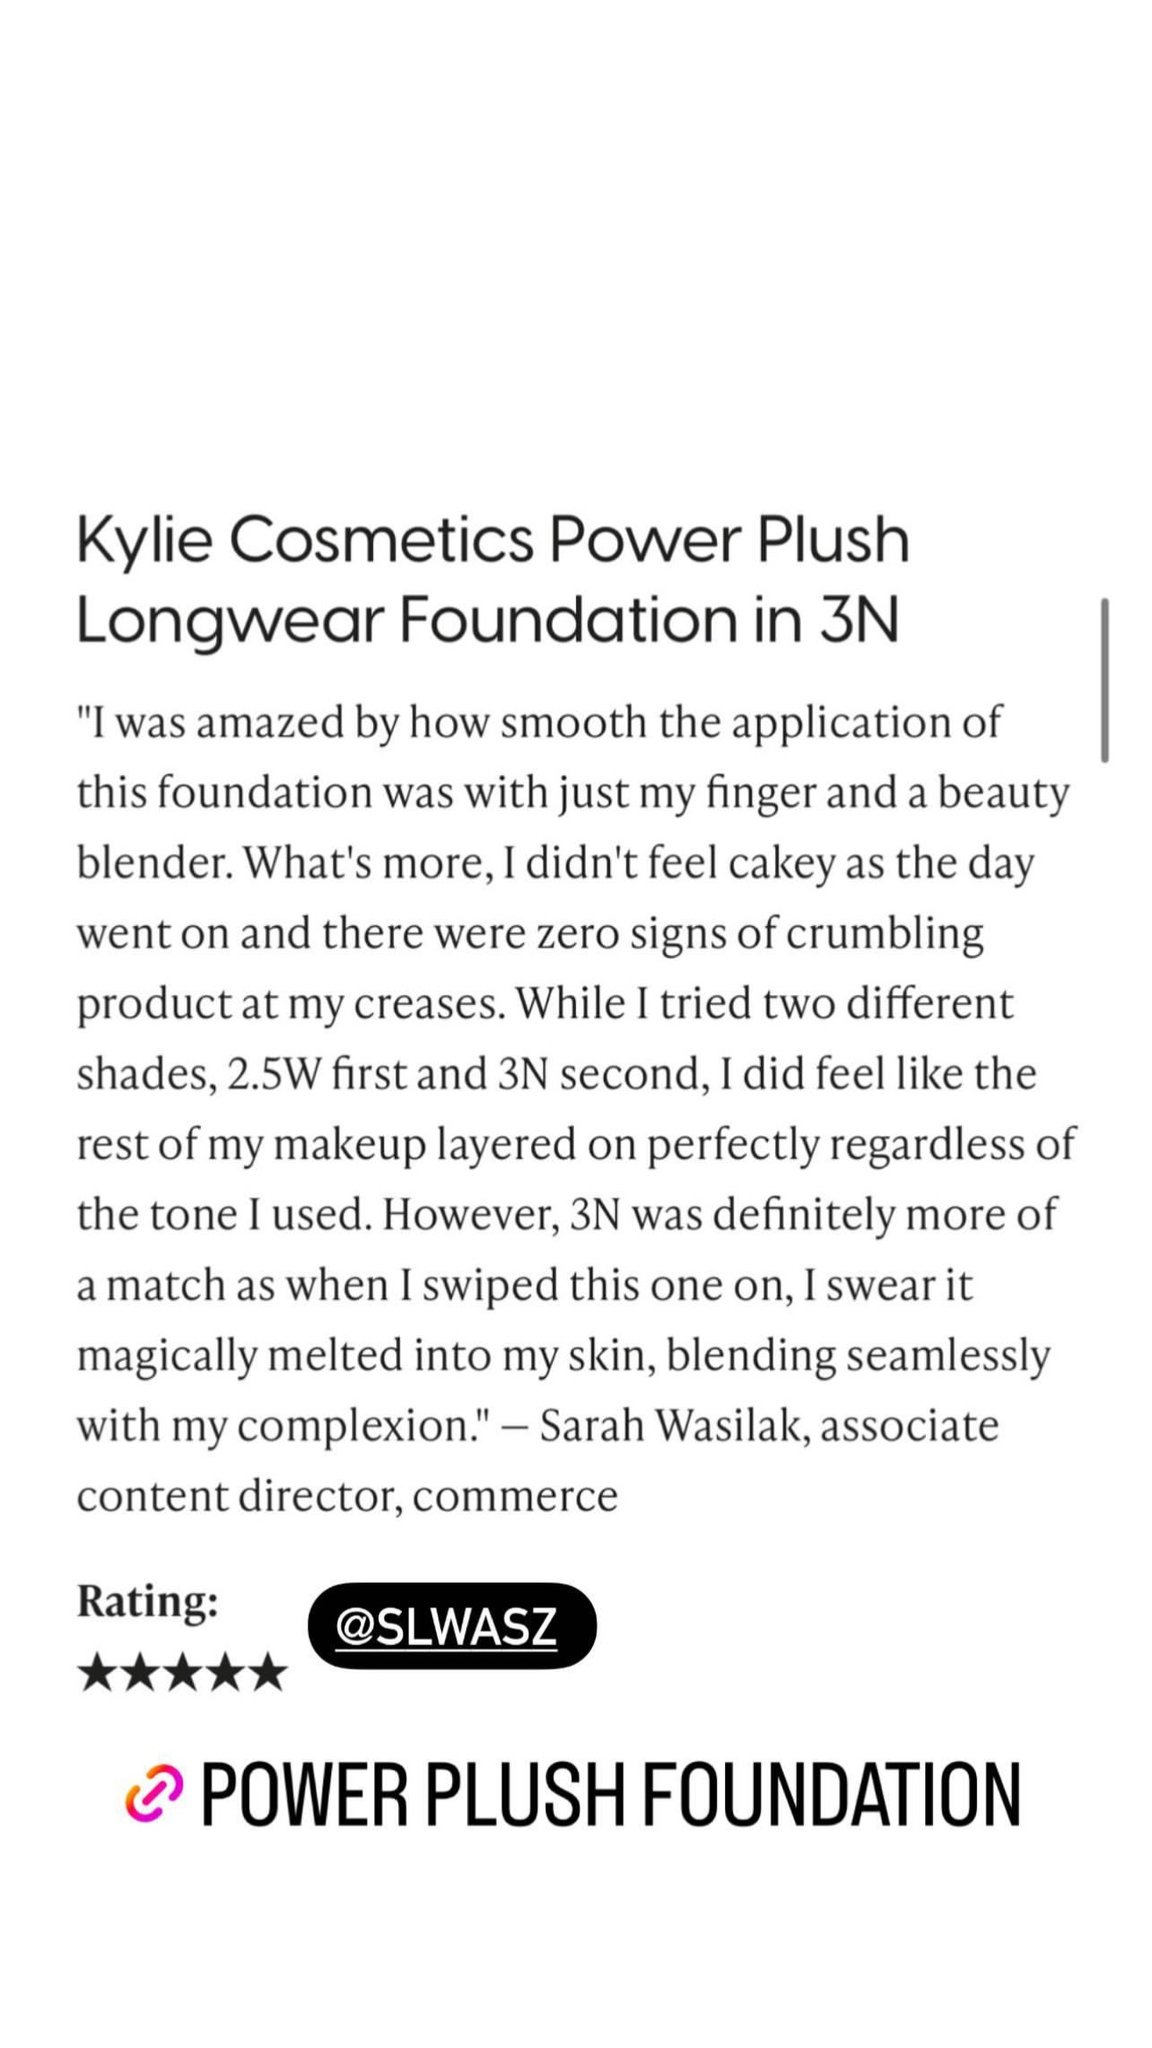 Kylie Cosmetics Power Plush
Longwear Foundation in 3N
"I was amazed by how smooth the application of
this foundation was with just my finger and a beauty
blender. What's more, I didn't feel cakey as the day
went on and there were zero signs of crumbling
product at my creases. While I tried two different
shades, 2.5W first and 3N second, I did feel like the
rest of my makeup layered on perfectly regardless of
the tone I used. However, 3N was definitely more of
a match as when I swiped this one on, I swear it
magically melted into my skin, blending seamlessly
with my complexion." — Sarah Wasilak, associate
content director, commerce
Rating:
@SLWASZ
★★★★★
POWER PLUSH FOUNDATION